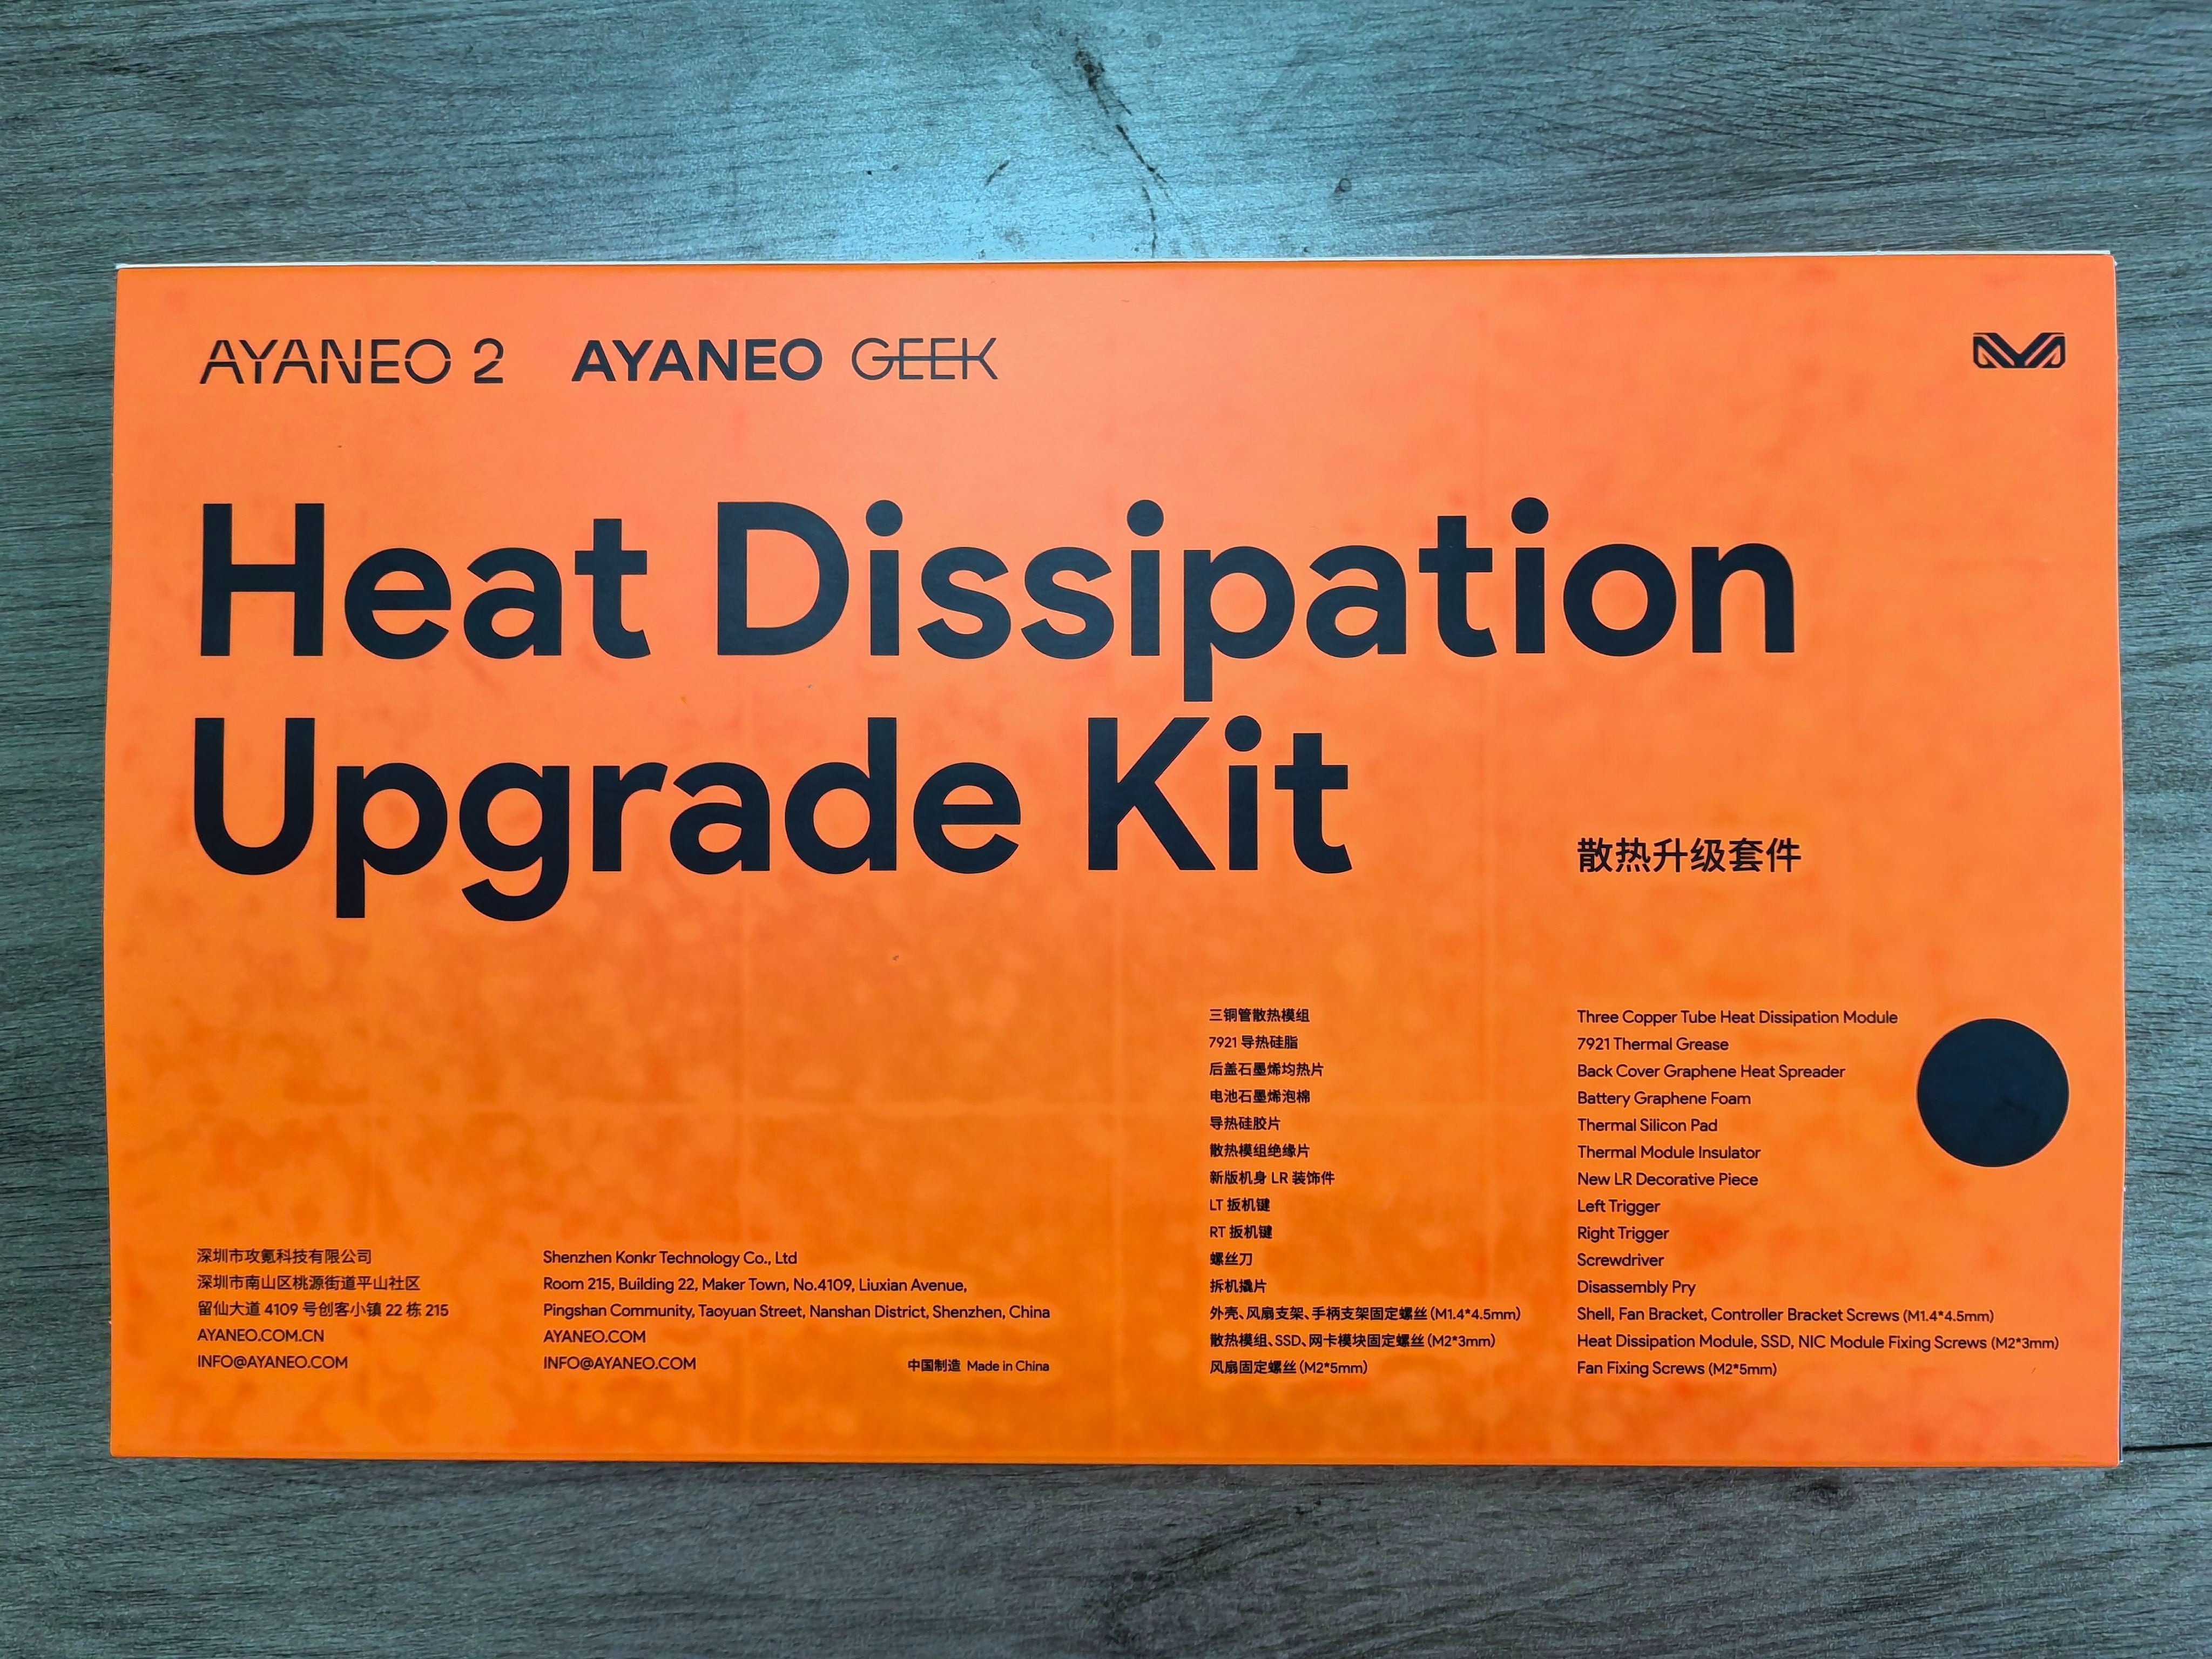 AYANEO 2 AYANEO GEEK
Heat Dissipation
Upgrade Kit
散热升级套件
三铜管散热模组
7921 导热硅脂
后盖石墨烯均热片
电池石墨烯泡棉
导热硅胶片
散热模组绝缘片
新版机身 LR 装饰件
LT 扳机键
RT 扳机键
螺丝刀
拆机撬片
外壳、风扇支架、手柄支架固定螺丝 (M1.4*4.5mm)
散热模组、SSD、网卡模块固定螺丝 (M2*3mm)
风扇固定螺丝 (M2*5mm)
Three Copper Tube Heat Dissipation Module
7921 Thermal Grease
Back Cover Graphene Heat Spreader
Battery Graphene Foam
Thermal Silicon Pad
Thermal Module Insulator
New LR Decorative Piece
Left Trigger
Right Trigger
Screwdriver
Disassembly Pry
Shell, Fan Bracket, Controller Bracket Screws (M1.4*4.5mm)
Heat Dissipation Module, SSD, NIC Module Fixing Screws (M2*3mm)
Fan Fixing Screws (M2*5mm)
深圳市攻氪科技有限公司
深圳市南山区桃源街道平山社区
留仙大道 4109 号创客小镇 22 栋 215
AYANEO.COM.CN
INFO@AYANEO.COM
Shenzhen Konkr Technology Co., Ltd
Room 215, Building 22, Maker Town, No.4109, Liuxian Avenue,
Pingshan Community, Taoyuan Street, Nanshan District, Shenzhen, China
AYANEO.COM
INFO@AYANEO.COM
中国制造 Made in China